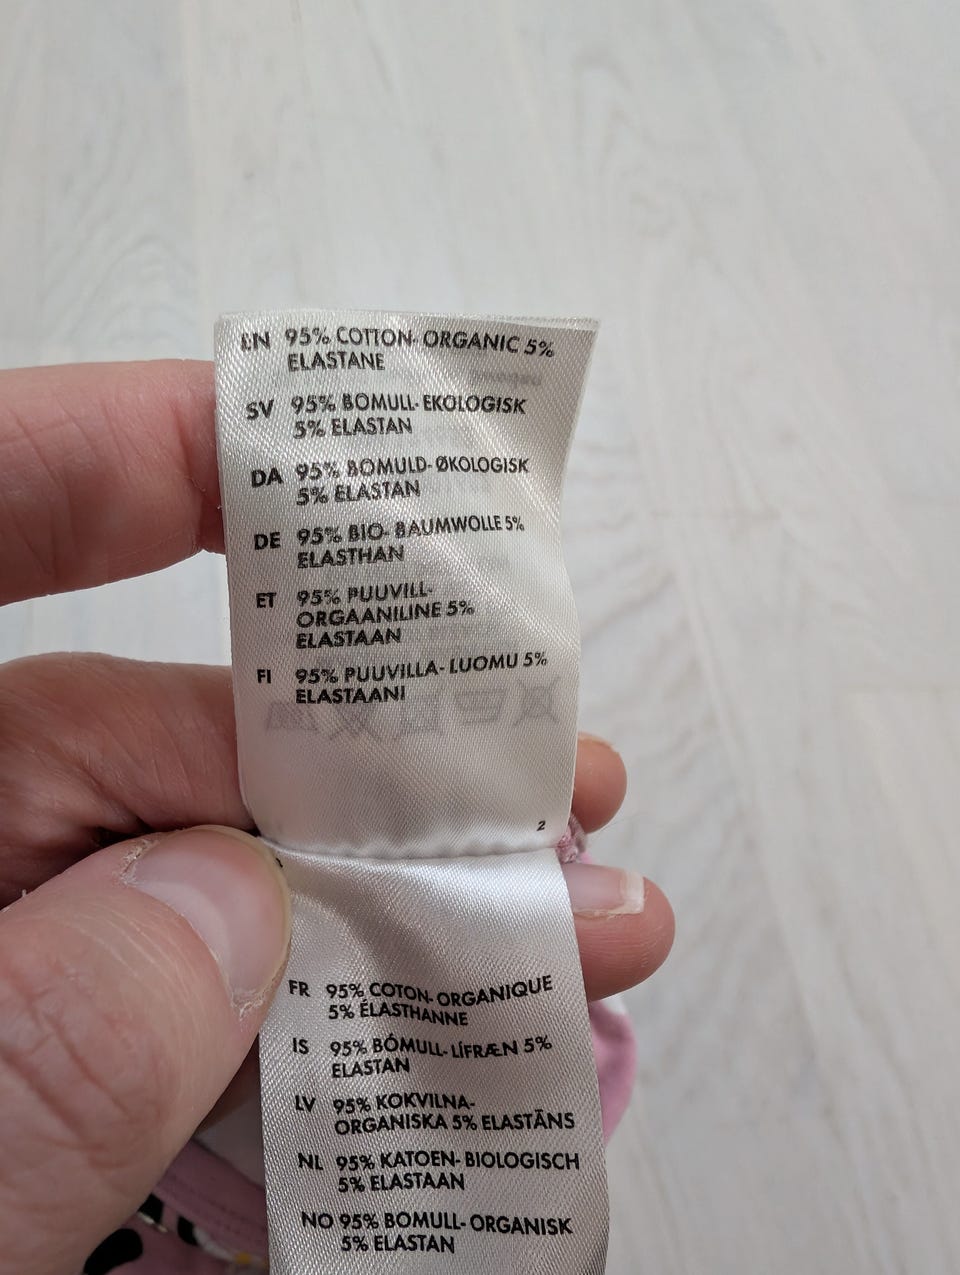 EN 95% COTTON- ORGANIC 5%
ELASTANE
SV 95% BOMULL- EKOLOGISK
5% ELASTAN
DA 95% BOMULD- ØKOLOGISK
5% ELASTAN
DE 95% BIO- BAUMWOLLE 5%
ELASTHAN
ET 95% PUUVILL-
ORGAANILINE 5%
ELASTAAN
FI 95% PUUVILLA- LUOMU 5%
ELASTAANI
2
FR 95% COTON- ORGANIQUE
5% ÉLASTHANNE
IS 95% BÓMULL- LÍFRÆN 5%
ELASTAN
LV 95% KOKVILNA-
ORGANISKA 5% ELASTĀNS
NL 95% KATOEN- BIOLOGISCH
5% ELASTAAN
NO 95% BOMULL- ORGANISK
5% ELASTAN